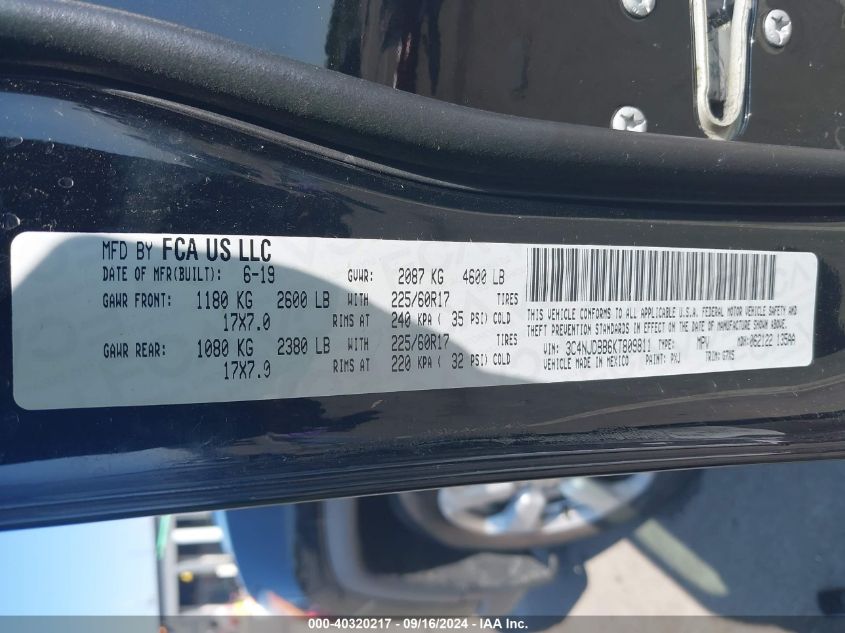 MFD BY FCA US LLC
DATE OF MFR(BUILT): 6-19 GVWR: 2087 KG 4600 LB
GAWR FRONT: 1180 KG 2600 LB WITH 225/60R17 TIRES
17X7.0 RIMS AT 240 KPA ( 35 PSI) COLD
GAWR REAR: 1080 KG 2380 LB WITH 225/60R17 TIRES
17X7.0 RIMS AT 220 KPA ( 32 PSI) COLD
THIS VEHICLE CONFORMS TO ALL APPLICABLE U.S.A. FEDERAL MOTOR VEHICLE SAFETY AND
THEFT PREVENTION STANDARDS IN EFFECT ON THE DATE OF MANUFACTURE SHOWN ABOVE.
VIN: 3C4NJDBB6KT809811 TYPE: MPV MDH: 062122 135AA
VEHICLE MADE IN MEXICO PAINT: PXJ TRIM:
000-40320217 - 09/16/2024 - IAA Inc.